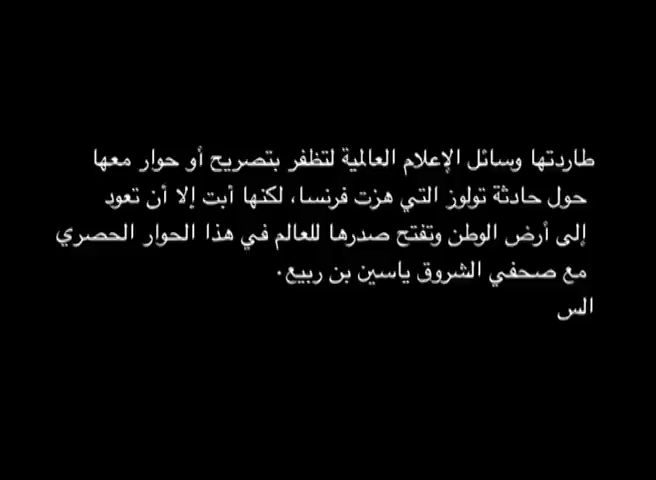 طاردتها وسائل الإعلام العالمية لتظفر بتصريح أو حوار معها
حول حادثة تولوز التي هزت فرنسا، لكنها أبت إلا أن تعود
إلى أرض الوطن وتفتح صدرها للعالم في هذا الحوار الحصري
مع صحفي الشروق ياسين بن ربيع.
الس